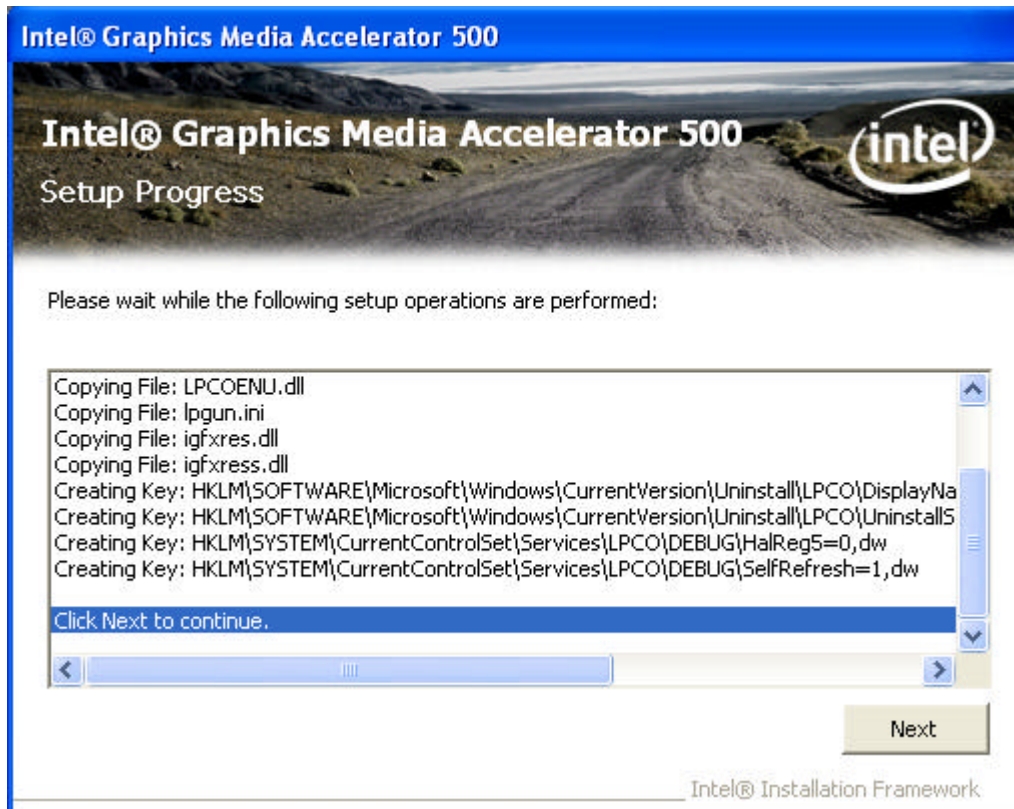 Intel® Graphics Media Accelerator 500
Intel® Graphics Media Accelerator 500
intel
Setup Progress
Please wait while the following setup operations are performed:
Copying File: LPCOENU.dll
Copying File: lpgun.ini
Copying File: igfxres.dll
Copying File: igfxress.dll
Creating Key: HKLM\SOFTWARE\Microsoft\Windows\CurrentVersion\Uninstall\LPCO\DisplayNa
Creating Key: HKLM\SOFTWARE\Microsoft\Windows\CurrentVersion\Uninstall\LPCO\UninstallS
Creating Key: HKLM\SYSTEM\CurrentControlSet\Services\LPCO\DEBUG\HalReg5=0,dw
Creating Key: HKLM\SYSTEM\CurrentControlSet\Services\LPCO\DEBUG\SelfRefresh=1,dw
Click Next to continue.
Next
Intel® Installation Framework